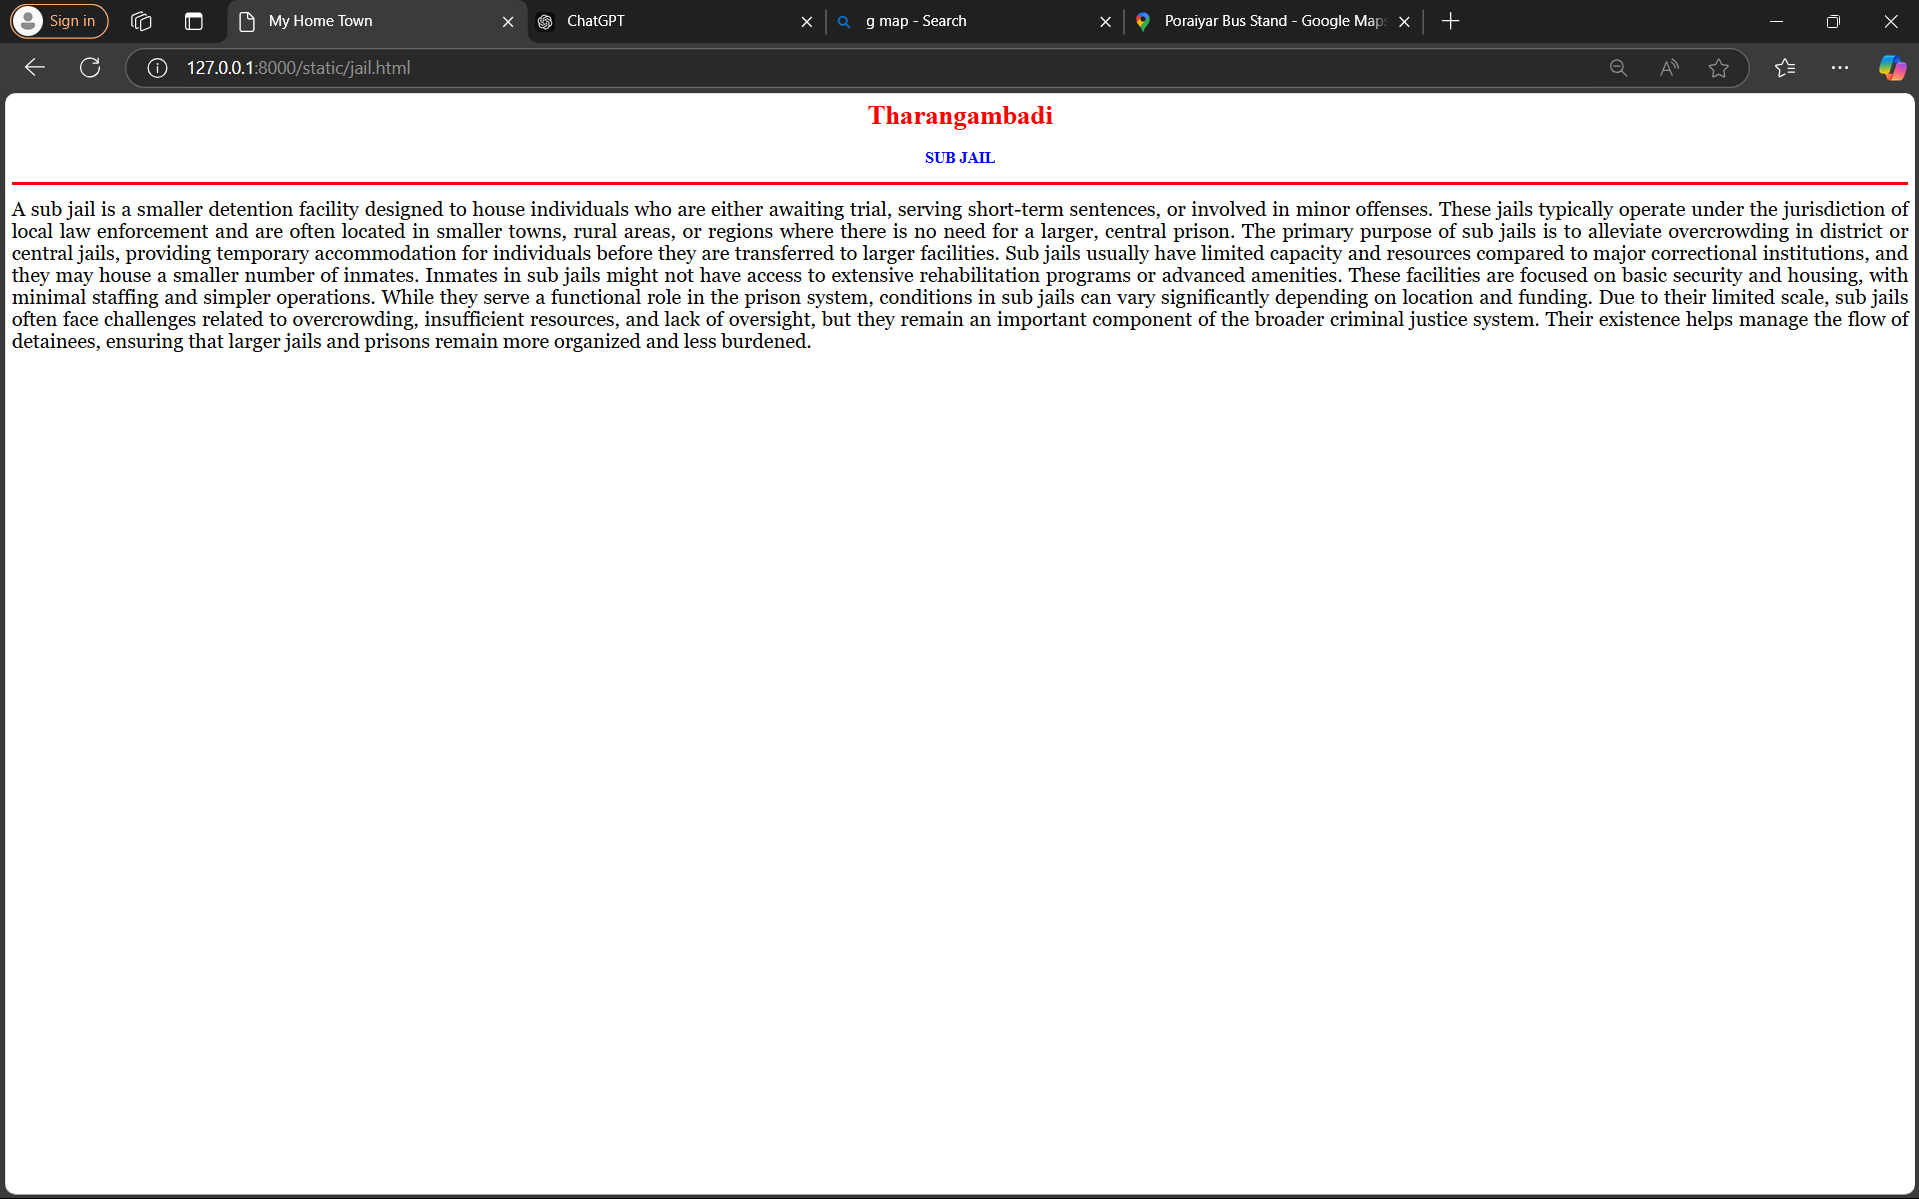 Sign in
My Home Town
ChatGPT
g map - Search
Poraiyar Bus Stand - Google Maps
127.0.0.1:8000/static/jail.html
Tharangambadi
SUB JAIL
A sub jail is a smaller detention facility designed to house individuals who are either awaiting trial, serving short-term sentences, or involved in minor offenses. These jails typically operate under the jurisdiction of
local law enforcement and are often located in smaller towns, rural areas, or regions where there is no need for a larger, central prison. The primary purpose of sub jails is to alleviate overcrowding in district or
central jails, providing temporary accommodation for individuals before they are transferred to larger facilities. Sub jails usually have limited capacity and resources compared to major correctional institutions, and
they may house a smaller number of inmates. Inmates in sub jails might not have access to extensive rehabilitation programs or advanced amenities. These facilities are focused on basic security and housing, with
minimal staffing and simpler operations. While they serve a functional role in the prison system, conditions in sub jails can vary significantly depending on location and funding. Due to their limited scale, sub jails
often face challenges related to overcrowding, insufficient resources, and lack of oversight, but they remain an important component of the broader criminal justice system. Their existence helps manage the flow of
detainees, ensuring that larger jails and prisons remain more organized and less burdened.